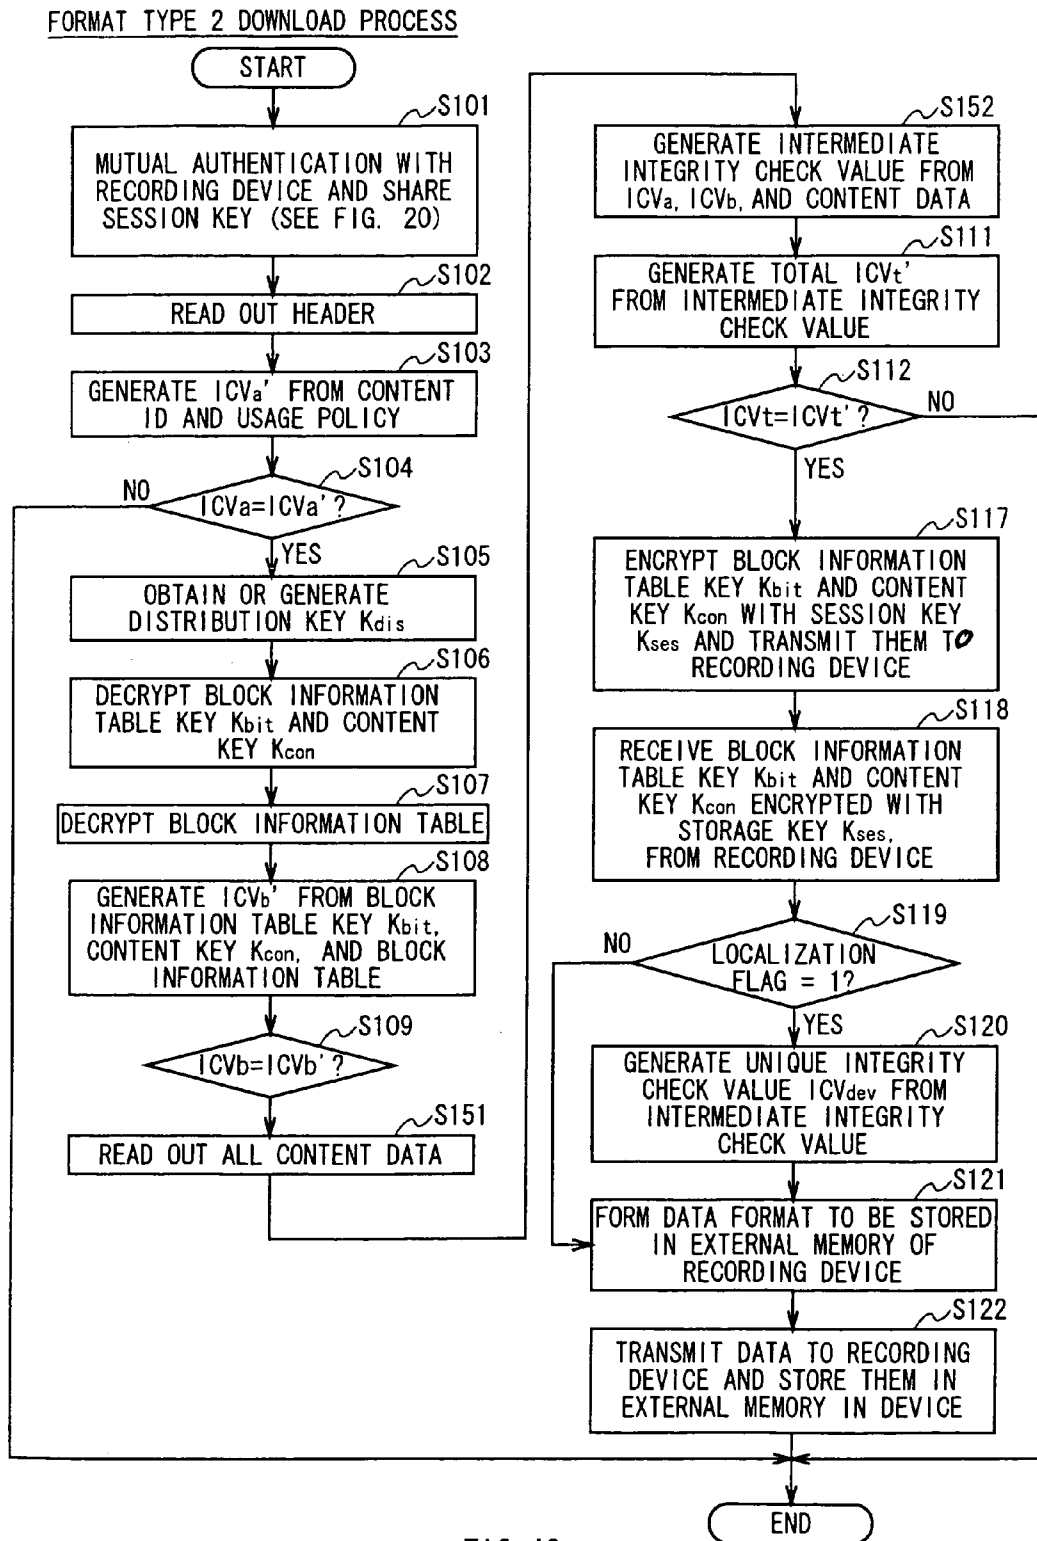 FORMAT TYPE 2 DOWNLOAD PROCESS
START
S101
MUTUAL AUTHENTICATION WITH
RECORDING DEVICE AND SHARE
SESSION KEY (SEE FIG. 20)
S102
READ OUT HEADER
S103
GENERATE ICVa' FROM CONTENT
ID AND USAGE POLICY
S104
NO
ICVa=ICVa'?
YES
S105
OBTAIN OR GENERATE
DISTRIBUTION KEY Kdis
S106
DECRYPT BLOCK INFORMATION
TABLE KEY Kbit AND CONTENT
KEY Kcon
S107
DECRYPT BLOCK INFORMATION TABLE
S108
GENERATE ICVb' FROM BLOCK
INFORMATION TABLE KEY Kbit,
CONTENT KEY Kcon, AND BLOCK
INFORMATION TABLE
S109
ICVb=ICVb'?
S151
READ OUT ALL CONTENT DATA
S152
GENERATE INTERMEDIATE
INTEGRITY CHECK VALUE FROM
ICVa, ICVb, AND CONTENT DATA
S111
GENERATE TOTAL ICVt'
FROM INTERMEDIATE INTEGRITY
CHECK VALUE
S112
ICVt=ICVt'?
NO
YES
S117
ENCRYPT BLOCK INFORMATION
TABLE KEY Kbit AND CONTENT
KEY Kcon WITH SESSION KEY
Kses AND TRANSMIT THEM TO
RECORDING DEVICE
S118
RECEIVE BLOCK INFORMATION
TABLE KEY Kbit AND CONTENT
KEY Kcon ENCRYPTED WITH
STORAGE KEY Kses,
FROM RECORDING DEVICE
S119
NO
LOCALIZATION
FLAG = 1?
YES
S120
GENERATE UNIQUE INTEGRITY
CHECK VALUE ICVdev FROM
INTERMEDIATE INTEGRITY
CHECK VALUE
S121
FORM DATA FORMAT TO BE STORED
IN EXTERNAL MEMORY OF
RECORDING DEVICE
S122
TRANSMIT DATA TO RECORDING
DEVICE AND STORE THEM IN
EXTERNAL MEMORY IN DEVICE
END